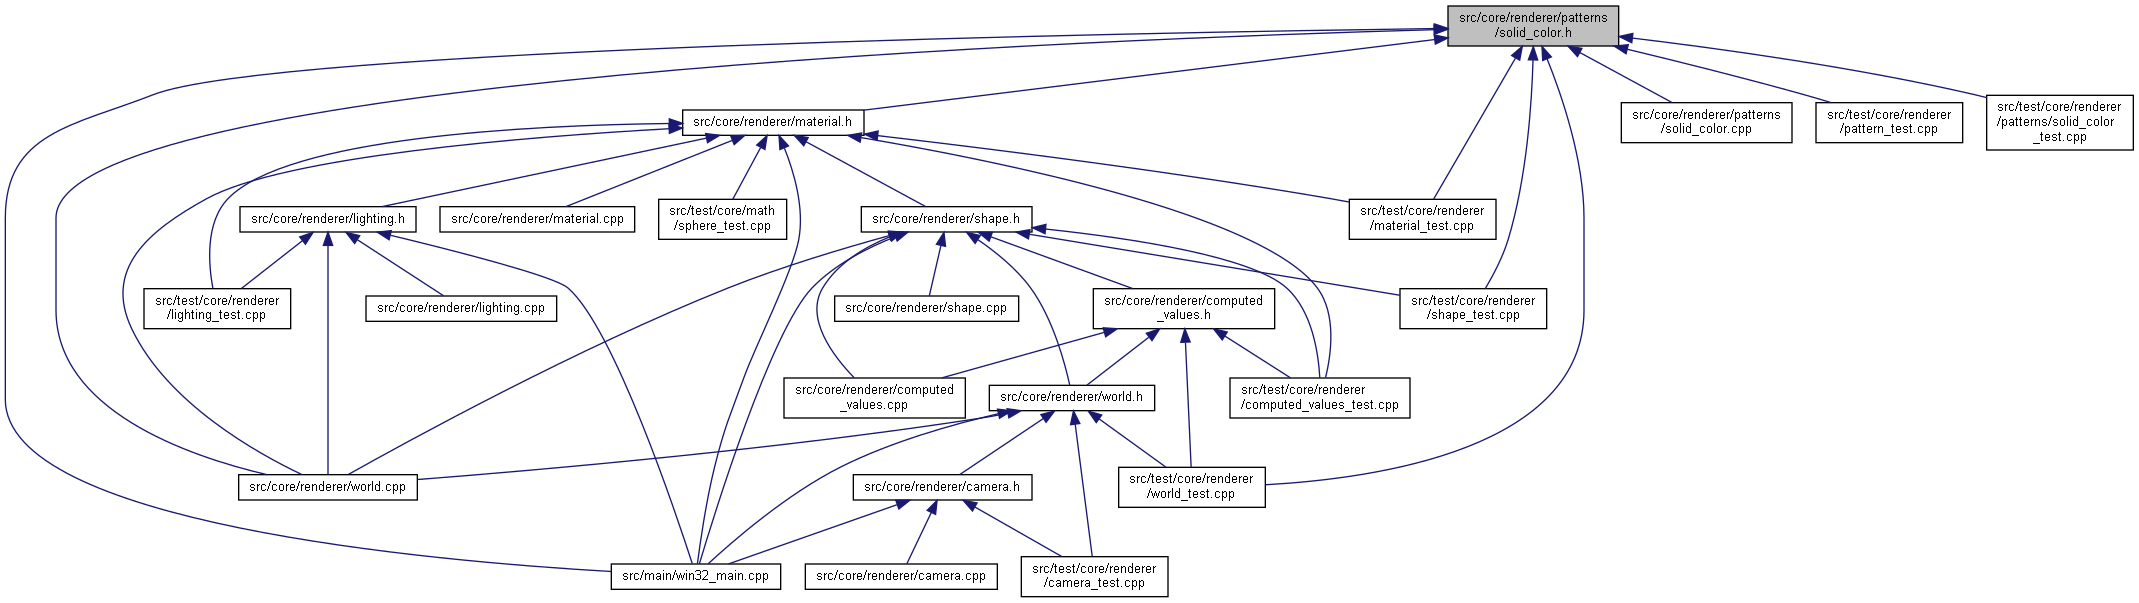 src/core/renderer/patterns
/solid_color.h
src/core/renderer/material.h
src/core/renderer/patterns
/solid_color.cpp
src/test/core/renderer
/pattern_test.cpp
src/test/core/renderer
/patterns/solid_color
_test.cpp
src/core/renderer/lighting.h
src/core/renderer/material.cpp
src/test/core/math
/sphere_test.cpp
src/core/renderer/shape.h
src/test/core/renderer
/material_test.cpp
src/test/core/renderer
/lighting_test.cpp
src/core/renderer/lighting.cpp
src/core/renderer/shape.cpp
src/core/renderer/computed
_values.h
src/test/core/renderer
/shape_test.cpp
src/core/renderer/computed
_values.cpp
src/core/renderer/world.h
src/test/core/renderer
/computed_values_test.cpp
src/core/renderer/world.cpp
src/core/renderer/camera.h
src/test/core/renderer
/world_test.cpp
src/main/win32_main.cpp
src/core/renderer/camera.cpp
src/test/core/renderer
/camera_test.cpp